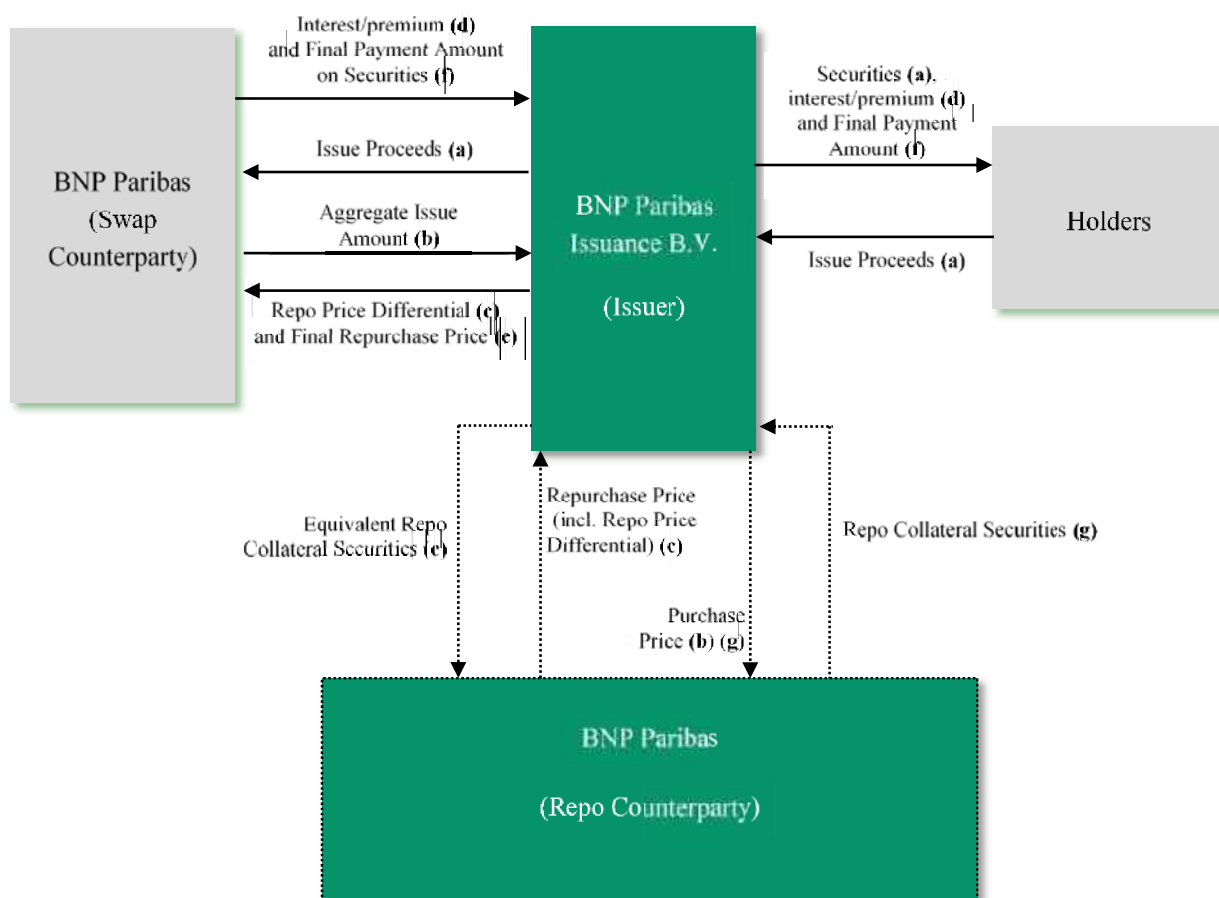 Interest/premium (d)
and Final Payment Amount
on Securities (f)
Issue Proceeds (a)
Aggregate Issue
Amount (b)
Repo Price Differential (c)
and Final Repurchase Price (e)
BNP Paribas
(Swap
Counterparty)
BNP Paribas
Issuance B.V.
(Issuer)
Securities (a),
interest/premium (d)
and Final Payment
Amount (f)
Issue Proceeds (a)
Holders
Equivalent Repo
Collateral Securities (e)
Repurchase Price
(incl. Repo Price
Differential) (c)
Purchase
Price (b) (g)
Repo Collateral Securities (g)
BNP Paribas
(Repo Counterparty)